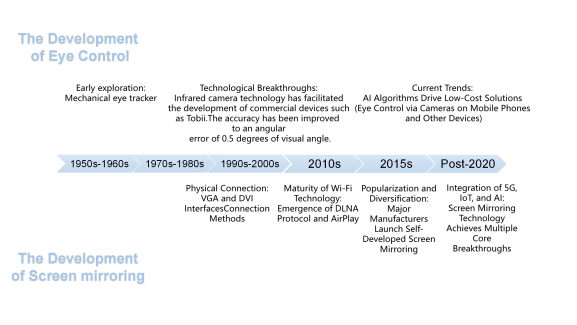 The Development
of Eye Control
Early exploration:
Mechanical eye tracker
Technological Breakthroughs:
Infrared camera technology has facilitated
the development of commercial devices such
as Tobii.The accuracy has been improved
to an angular
error of 0.5 degrees of visual angle.
Current Trends:
AI Algorithms Drive Low-Cost Solutions
(Eye Control via Cameras on Mobile Phones
and Other Devices)
1950s-1960s
1970s-1980s
1990s-2000s
2010s
2015s
Post-2020
Physical Connection:
VGA and DVI
InterfacesConnection
Methods
Maturity of Wi-Fi
Technology:
Emergence of DLNA
Protocol and AirPlay
Popularization and
Diversification:
Major
Manufacturers
Launch Self-
Developed Screen
Mirroring
Integration of 5G,
IoT, and AI:
Screen Mirroring
Technology
Achieves Multiple
Core
Breakthroughs
The Development
of Screen mirroring